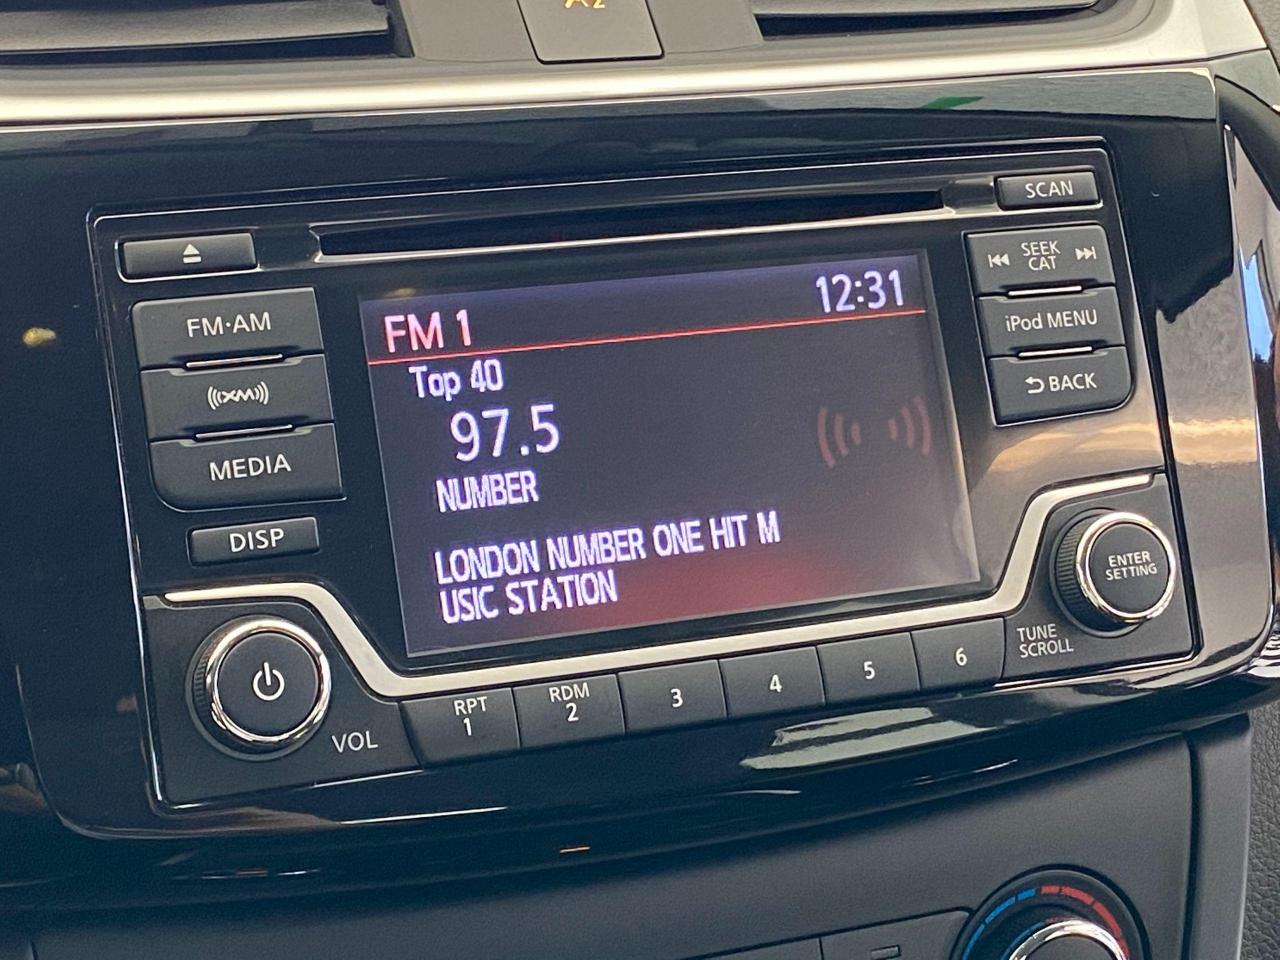 SCAN
SEEK
CAT
FM·AM
iPod MENU
((XM))
BACK
MEDIA
DISP
FM 1
12:31
Top 40
97.5
NUMBER
LONDON NUMBER ONE HIT M
USIC STATION
ENTER
SETTING
TUNE
SCROLL
VOL
RPT
1
RDM
2
3
4
5
6